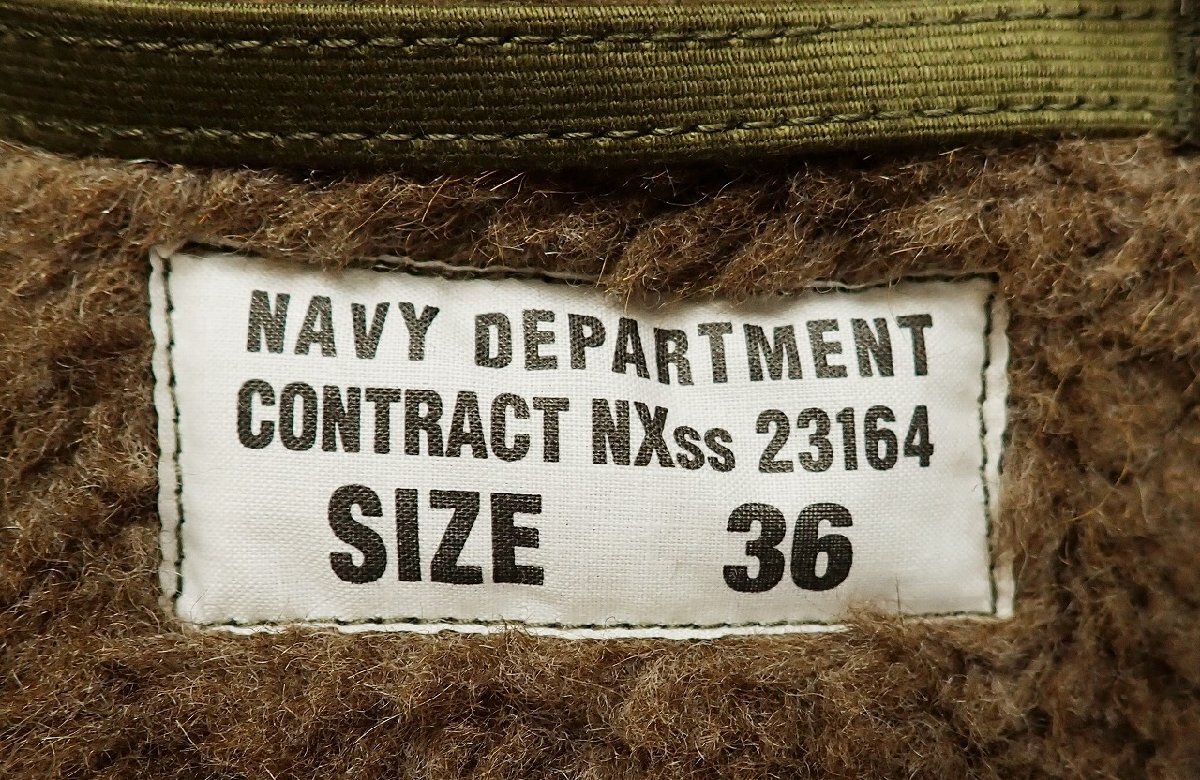 NAVY DEPARTMENT
CONTRACT NXss 23164
SIZE 36